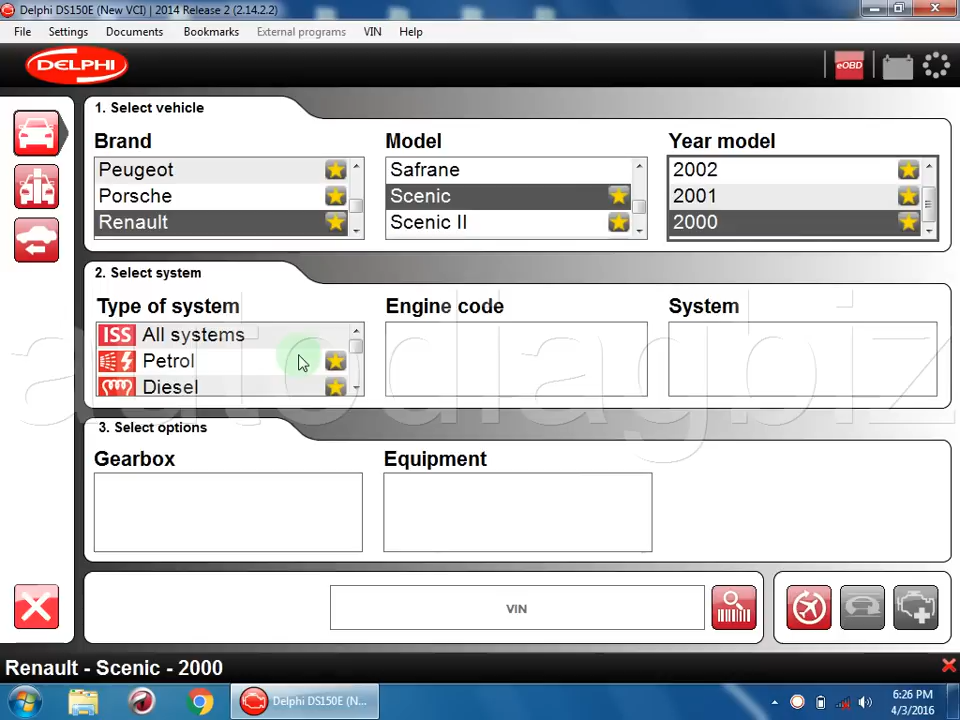 Delphi DS150E (New VCI) | 2014 Release 2 (2.14.2.2)
File Settings Documents Bookmarks External programs VIN Help
DELPHI
eOBD
1. Select vehicle
Brand
Peugeot
Porsche
Renault
Model
Safrane
Scenic
Scenic II
Year model
2002
2001
2000
2. Select system
Type of system
ISS All systems
Petrol
Diesel
Engine code
System
autodiagbiz
3. Select options
Gearbox
Equipment
VIN
Renault - Scenic - 2000
Delphi DS150E (N...
6:26 PM
4/3/2016